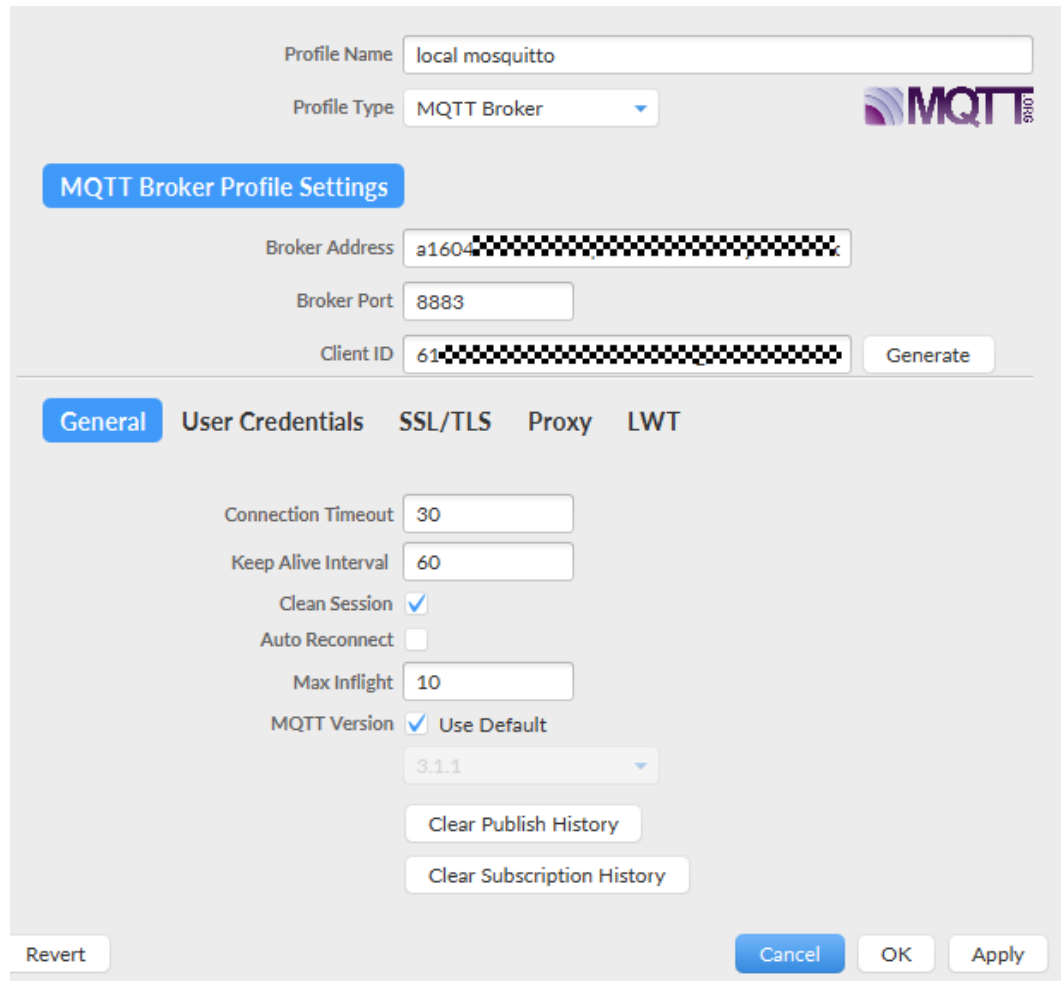 Profile Name local mosquitto
Profile Type MQTT Broker
MQTT.ORG
MQTT Broker Profile Settings
Broker Address a1604
Broker Port 8883
Client ID 61 Generate
General User Credentials SSL/TLS Proxy LWT
Connection Timeout 30
Keep Alive Interval 60
Clean Session
Auto Reconnect
Max Inflight 10
MQTT Version Use Default
3.1.1
Clear Publish History
Clear Subscription History
Revert Cancel OK Apply